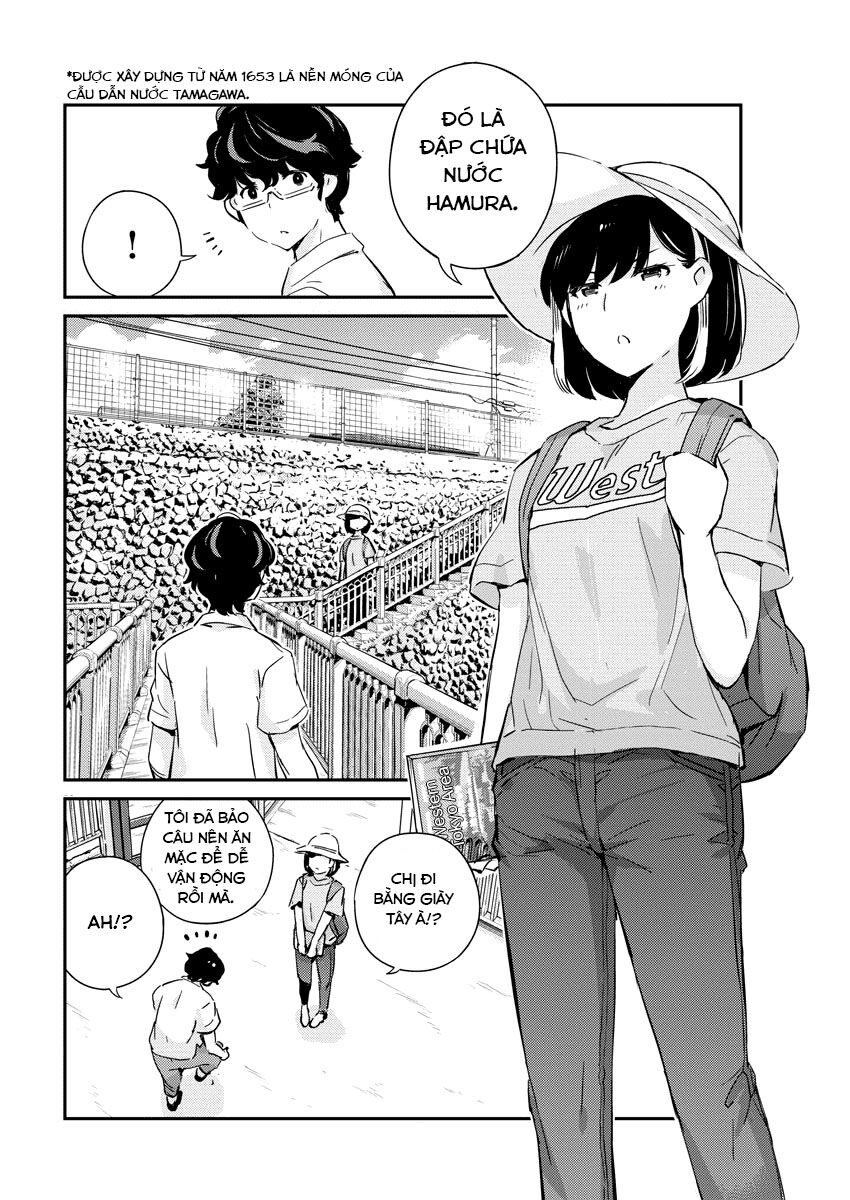 *ĐƯỢC XÂY DỰNG TỪ NĂM 1653 LÀ NỀN MÓNG CỦA
CẦU DẪN NƯỚC TAMAGAWA.
ĐÓ LÀ
ĐẬP CHỨA
NƯỚC
HAMURA.
!
West
Western
Tokyo Area
TÔI ĐÃ BẢO
CÂU NÊN ĂN
MẶC ĐỂ DỄ
VẬN ĐỘNG
RỒI MÀ.
CHỊ ĐI
BẰNG GIÀY
TÂY À!?
AH!?